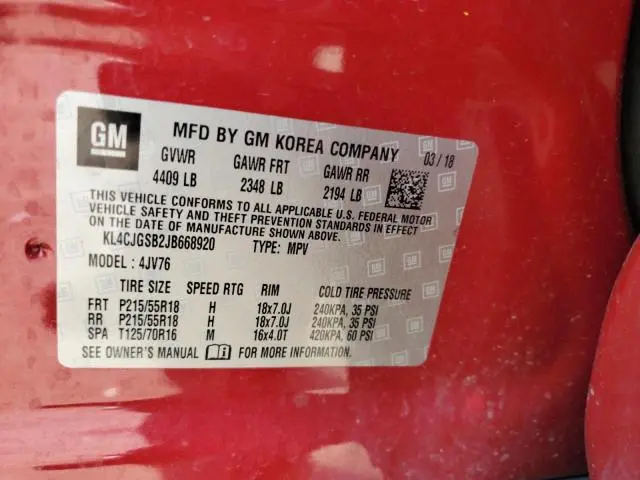 GM
MFD BY GM KOREA COMPANY 03/18
GVWR GAWR FRT GAWR RR
4409 LB 2348 LB 2194 LB
THIS VEHICLE CONFORMS TO ALL APPLICABLE U.S. FEDERAL MOTOR
VEHICLE SAFETY AND THEFT PREVENTION STANDARDS IN EFFECT
ON THE DATE OF MANUFACTURE SHOWN ABOVE.
KL4CJGSB2JB668920 TYPE: MPV
MODEL: 4JV76
TIRE SIZE SPEED RTG RIM COLD TIRE PRESSURE
FRT P215/55R18 H 18x7.0J 240KPA, 35 PSI
RR P215/55R18 H 18x7.0J 240KPA, 35 PSI
SPA T125/70R16 M 16x4.0T 420KPA, 60 PSI
SEE OWNER'S MANUAL FOR MORE INFORMATION.